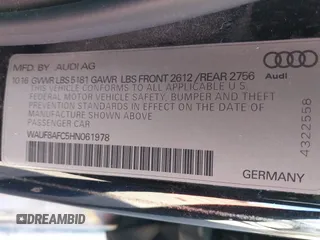 MFD. BY AUDI AG
10.16 GVWR LBS 5181 GAWR LBS FRONT 2612 /REAR 2756
THIS VEHICLE CONFORMS TO ALL APPLICABLE U.S.
FEDERAL MOTOR VEHICLE SAFETY, BUMPER AND THEFT
PREVENTION STANDARDS IN EFFECT ON THE DATE OF
MANUFACTURE SHOWN ABOVE
PASSENGER CAR
WAUF8AFC5HN061978
GERMANY
Audi
4322558
DREAMBID